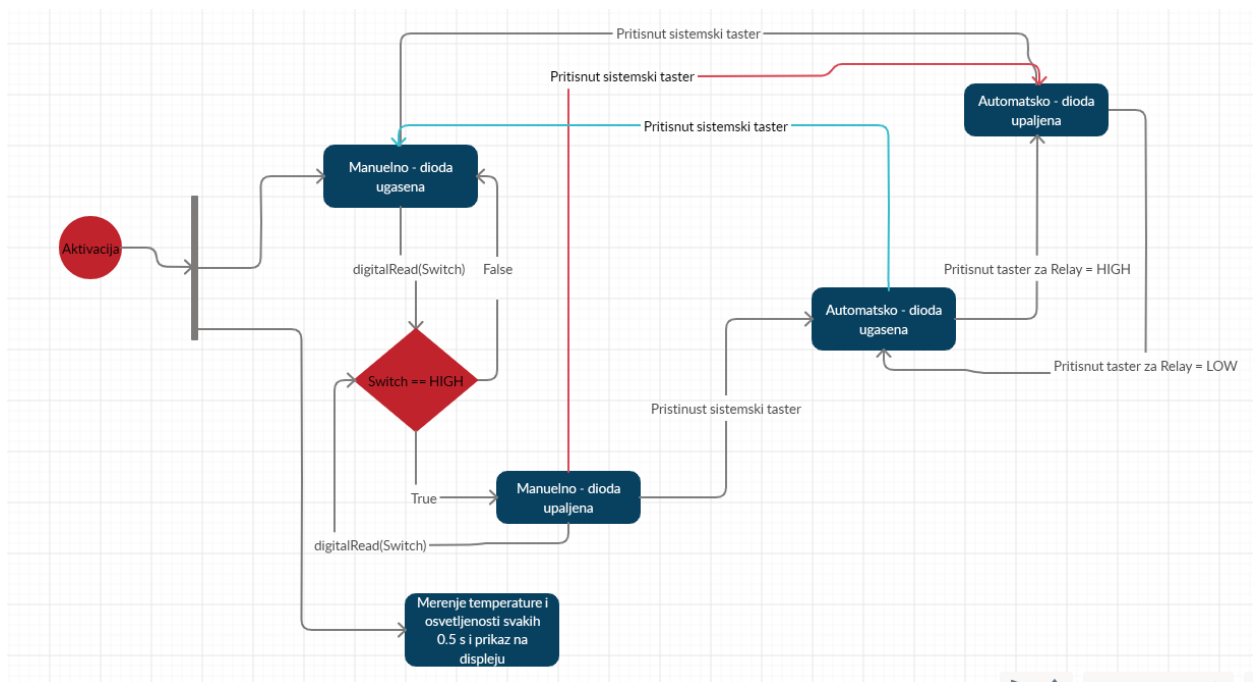 Pritisnut sistemski taster
Pritisnut sistemski taster
Automatsko - dioda
upaljena
Pritisnut sistemski taster
Manuelno - dioda
ugasena
Aktivacija
digitalRead(Switch)
False
Pritisnut taster za Relay = HIGH
Automatsko - dioda
ugasena
Pritisnut taster za Relay = LOW
Switch == HIGH
Pristinust sistemski taster
Manuelno - dioda
upaljena
True
digitalRead(Switch)
Merenje temperature i
osvetljenosti svakih
0.5 s i prikaz na
displeju